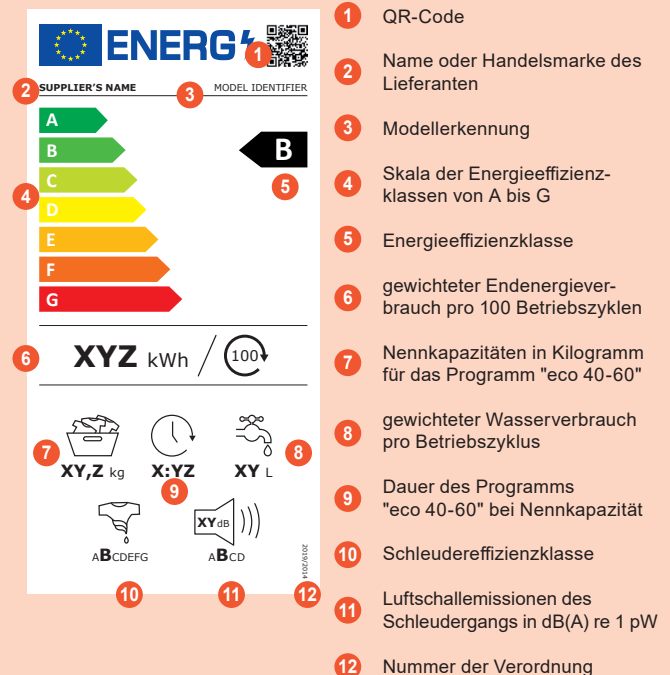 ENERG
1
2 SUPPLIER'S NAME
3
MODEL IDENTIFIER
A
B
C
D
E
F
G
4
B
5
6 XYZ kWh / 100
7 XY,Z kg
X:YZ
9
XY L
8
ABCDEFG
10
XY dB
ABCD
11
2019/2014
12
1 QR-Code
2 Name oder Handelsmarke des
Lieferanten
3 Modellerkennung
4 Skala der Energieeffizienz-
klassen von A bis G
5 Energieeffizienzklasse
6 gewichteter Endenergiever-
brauch pro 100 Betriebszyklen
7 Nennkapazitäten in Kilogramm
für das Programm "eco 40-60"
8 gewichteter Wasserverbrauch
pro Betriebszyklus
9 Dauer des Programms
"eco 40-60" bei Nennkapazität
10 Schleudereffizienzklasse
11 Luftschallemissionen des
Schleudergangs in dB(A) re 1 pW
12 Nummer der Verordnung